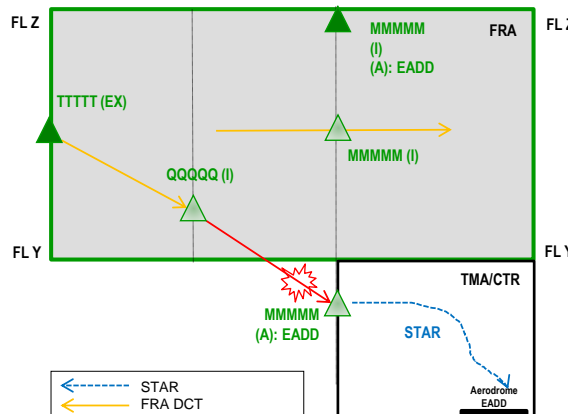 FL Z
MMMMM
(I)
(A): EADD
FRA
FL Z
TTTTT (EX)
MMMMM (I)
QQQQQ (I)
FL Y
FL Y
TMA/CTR
MMMMM
(A): EADD
STAR
Aerodrome
EADD
STAR
FRA DCT